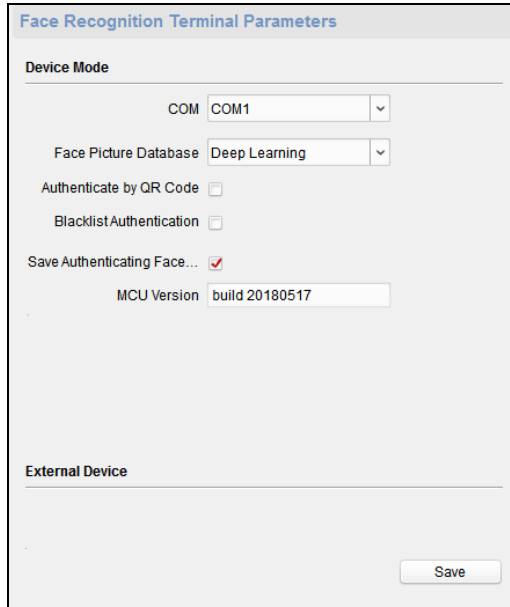 Face Recognition Terminal Parameters
Device Mode
COM COM1
Face Picture Database Deep Learning
Authenticate by QR Code
Blacklist Authentication
Save Authenticating Face...
MCU Version build 20180517
External Device
Save